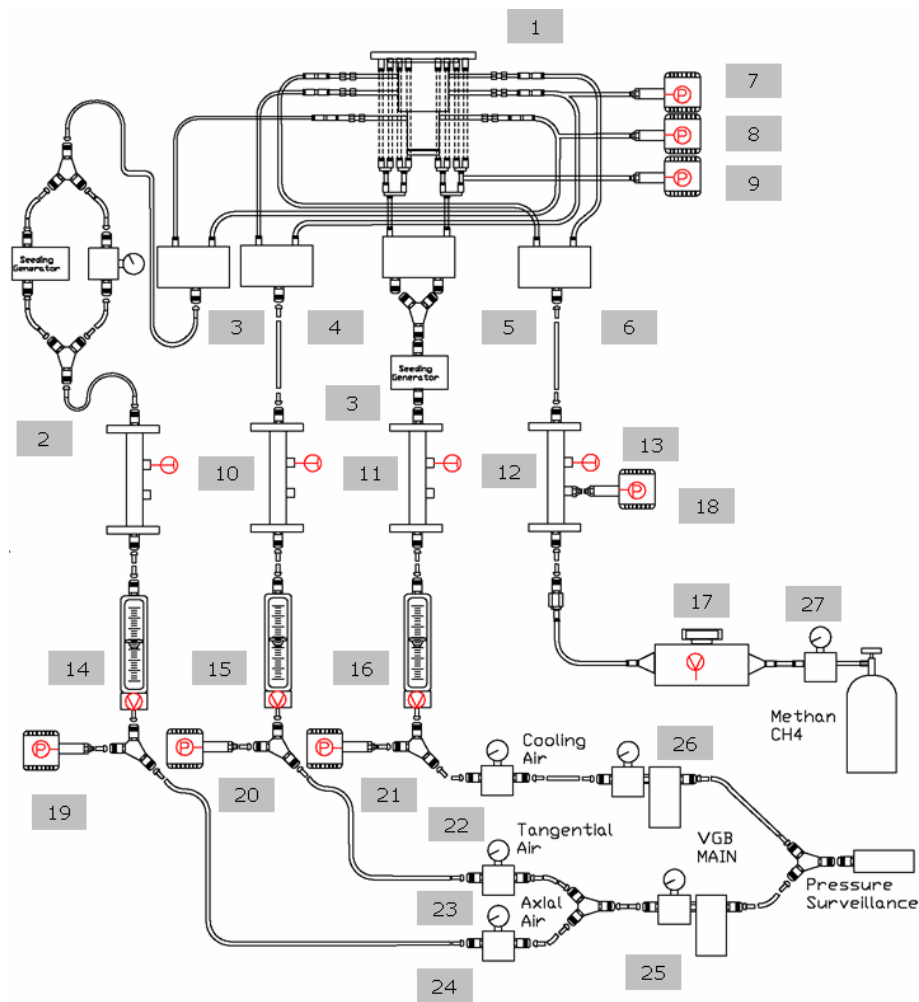 1
7
8
9
Seeding
Generator
3
4
5
6
Seeding
Generator
3
2
10
11
12
13
18
17
27
14
15
16
Methan
CH4
Cooling
Air
26
19
20
21
22
Tangential
Air
VGB
MAIN
Pressure
Surveillance
23
Axial
Air
24
25
P
P
P
P
P
P
P
T
T
T
T
V
V
V
V